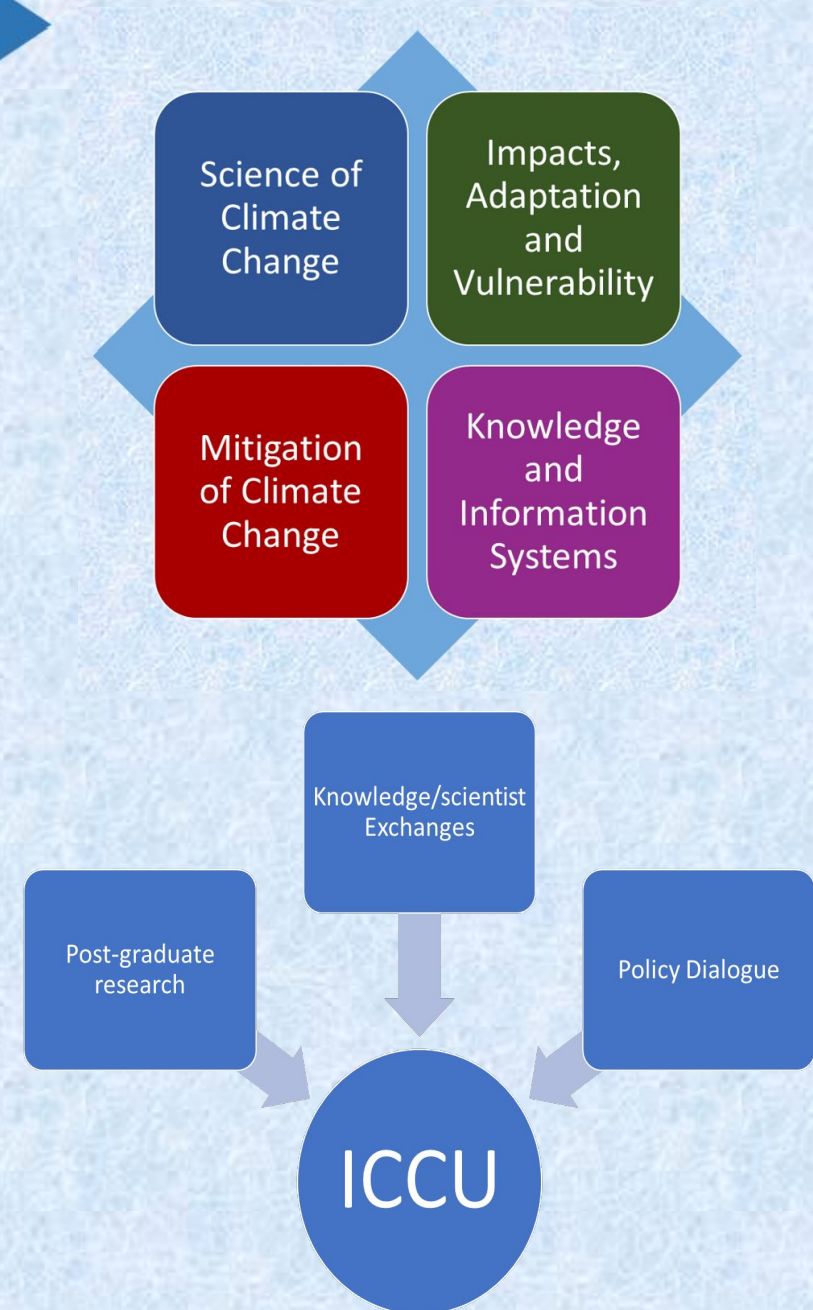 Science of
Climate
Change
Impacts,
Adaptation
and
Vulnerability
Mitigation
of Climate
Change
Knowledge
and
Information
Systems
Knowledge/scientist
Exchanges
Post-graduate
research
Policy Dialogue
ICCU